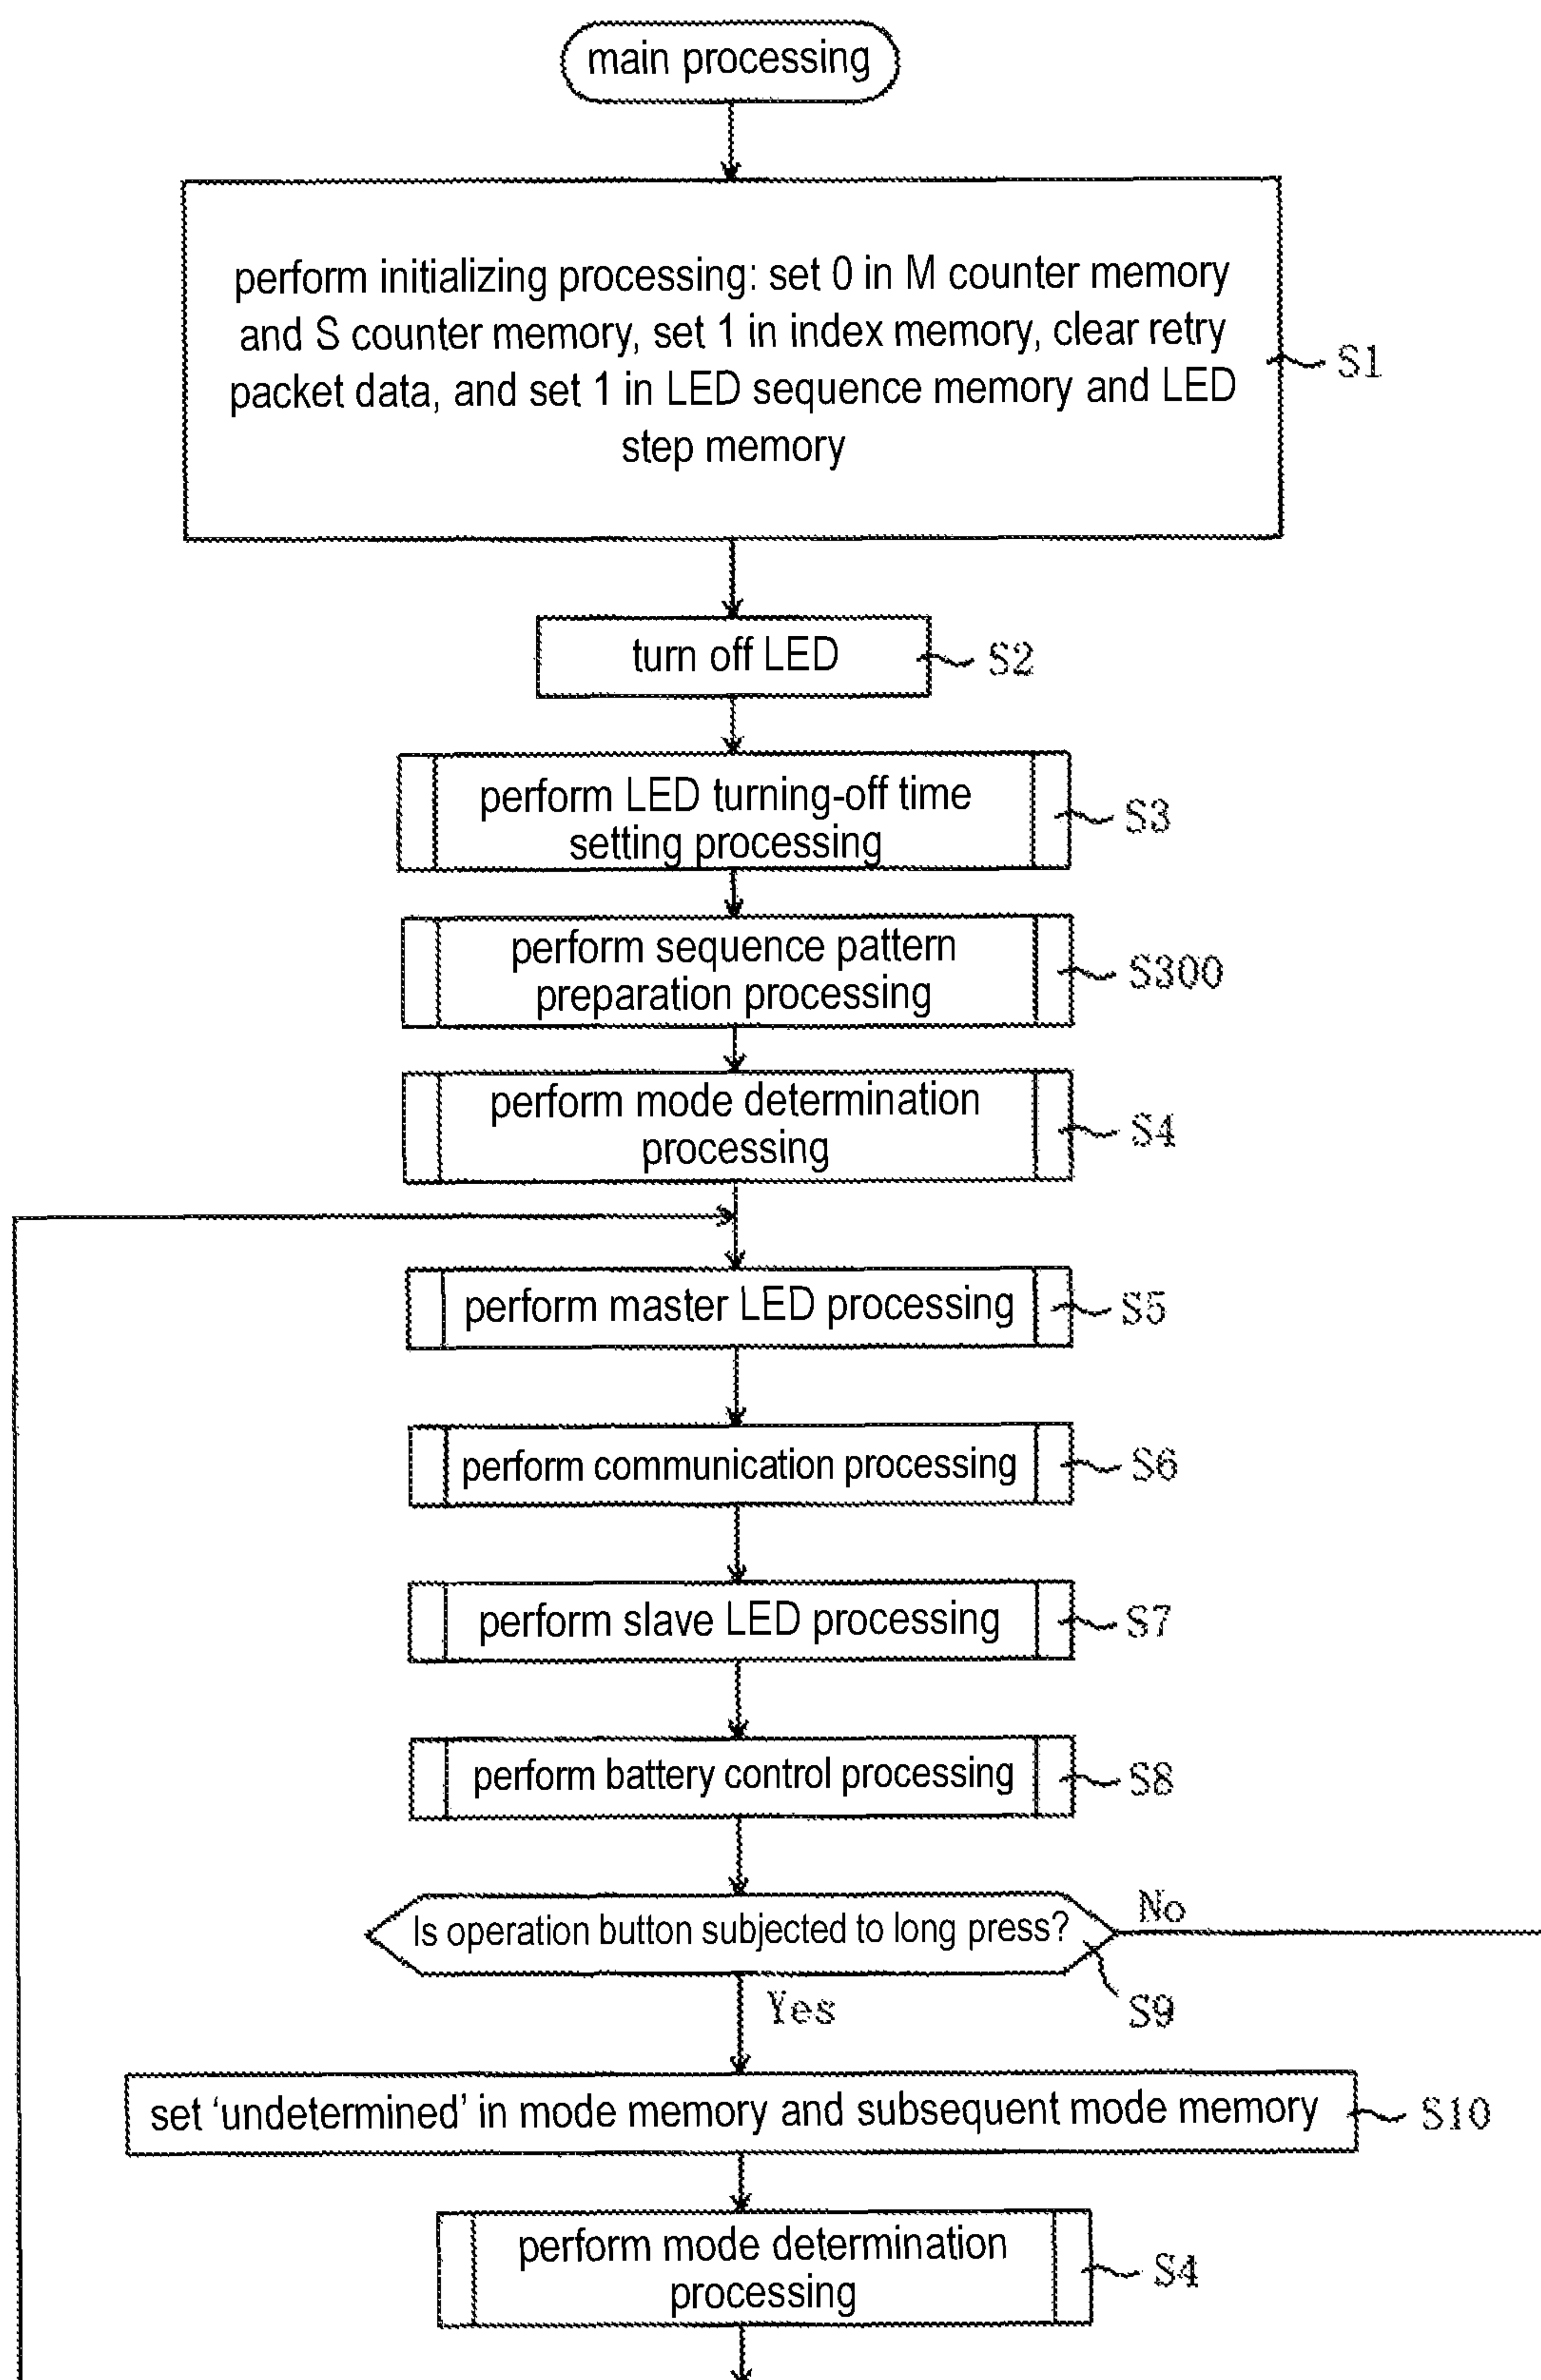 main processing
perform initializing processing: set 0 in M counter memory
and S counter memory, set 1 in index memory, clear retry
packet data, and set 1 in LED sequence memory and LED
step memory
S1
turn off LED
S2
perform LED turning-off time
setting processing
S3
perform sequence pattern
preparation processing
S300
perform mode determination
processing
S4
perform master LED processing
S5
perform communication processing
S6
perform slave LED processing
S7
perform battery control processing
S8
Is operation button subjected to long press?
No
S9
Yes
set ‘undetermined’ in mode memory and subsequent mode memory
S10
perform mode determination
processing
S4